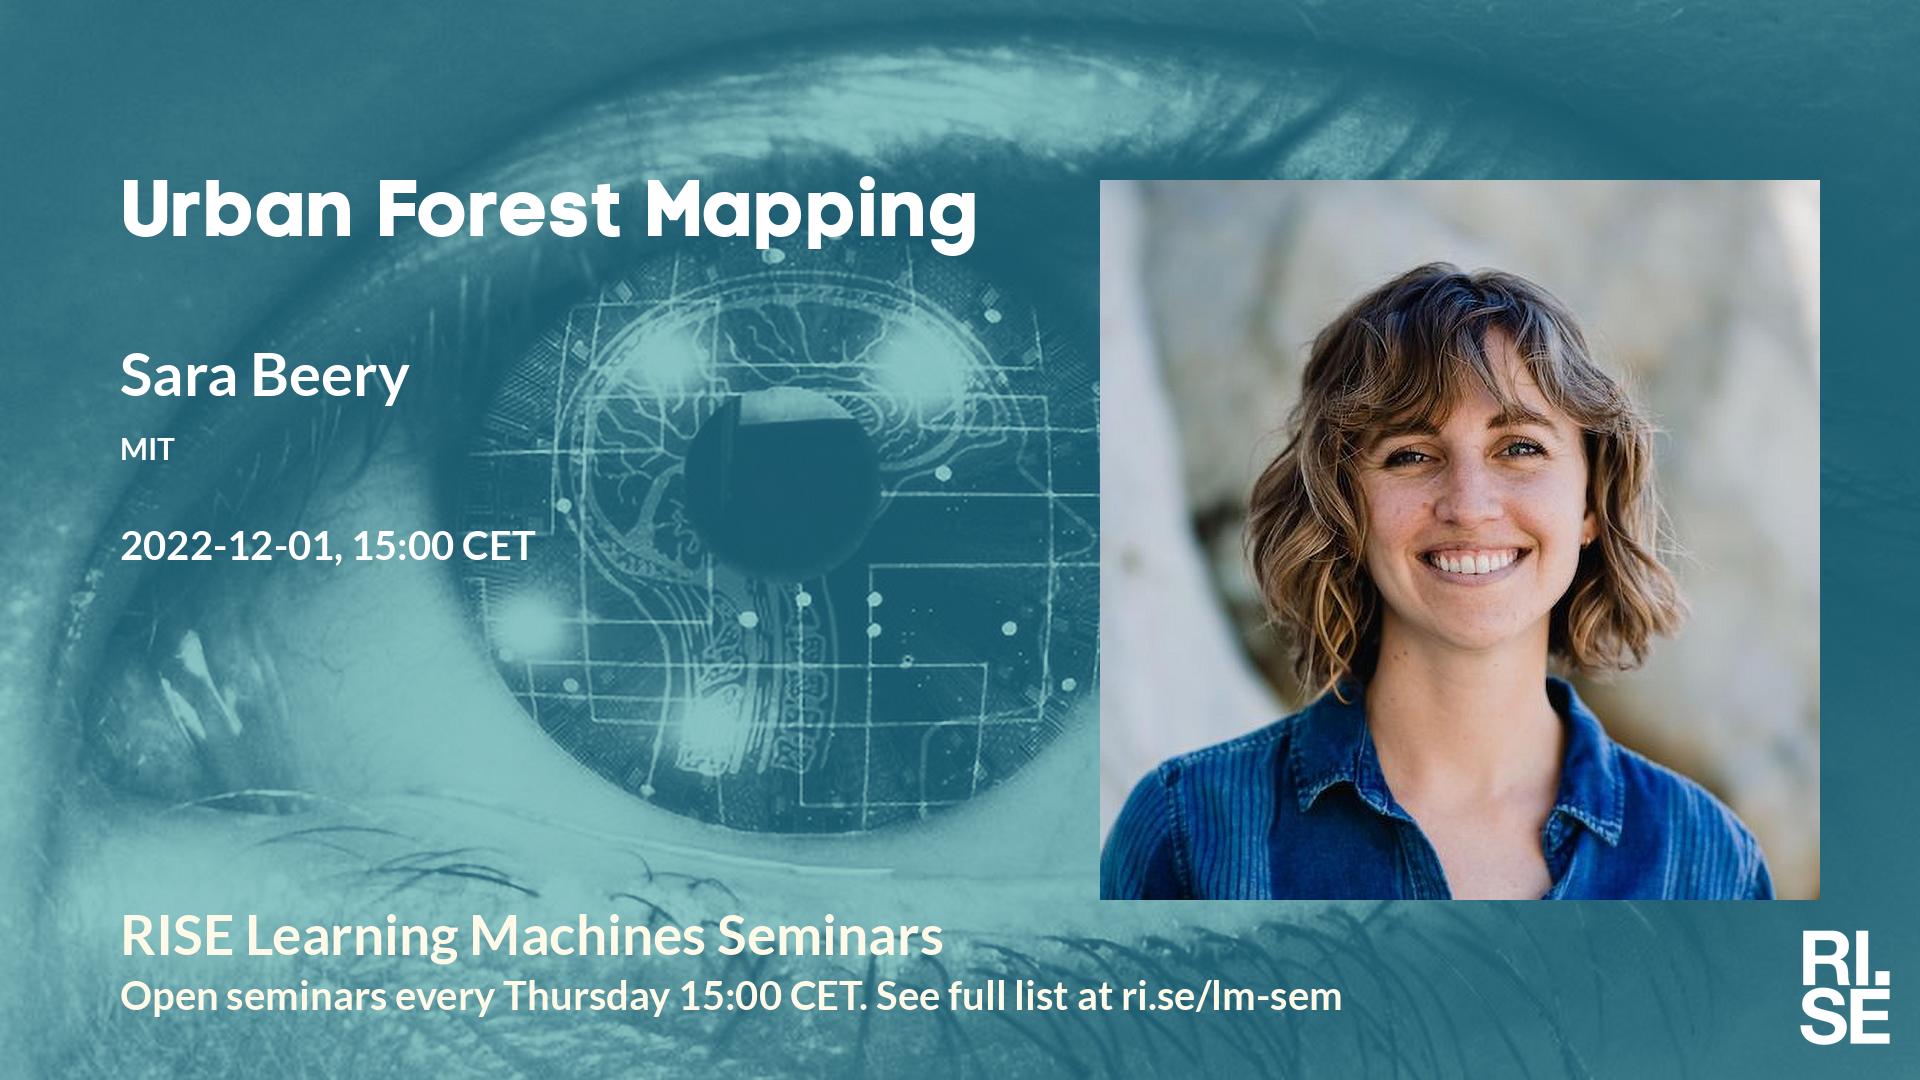 Urban Forest Mapping
Sara Beery
MIT
2022-12-01, 15:00 CET
RISE Learning Machines Seminars
Open seminars every Thursday 15:00 CET. See full list at ri.se/lm-sem
RI.
SE